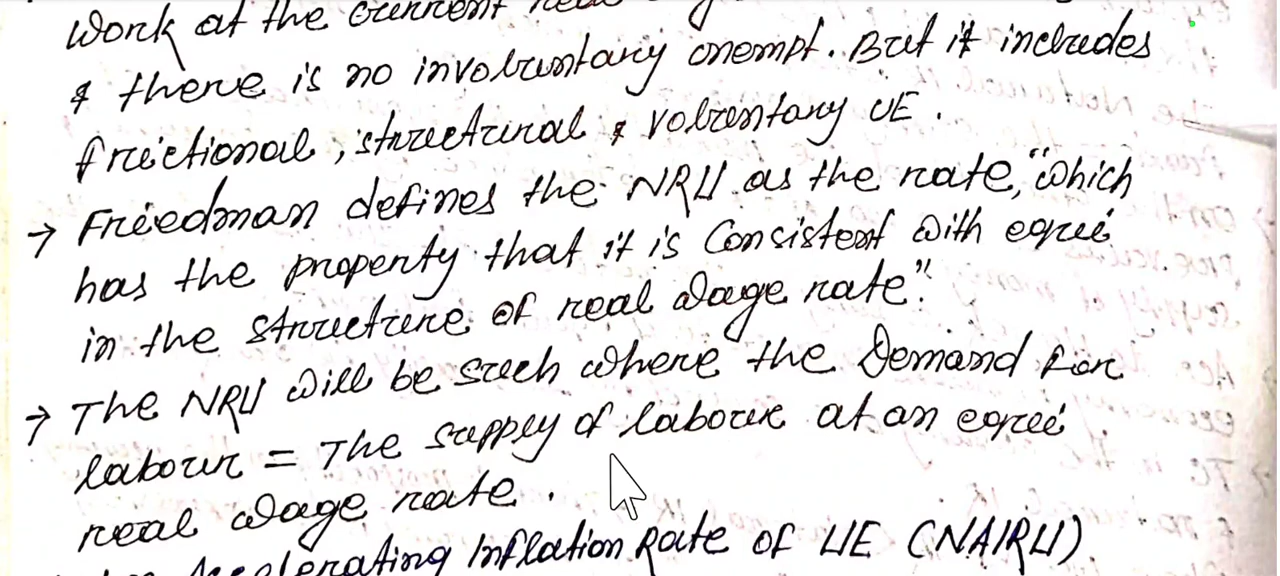 work at the current real
& there is no involuntary unempt. But it includes
frictional, structural & voluntary UE.
→ Friedman defines the NRU as the rate, "which
has the property that it is consistent with equi
in the structure of real wage rate".
→ The NRU will be such where the Demand for
labour = The supply of labour at an equi
real wage rate.
Accelerating Inflation Rate of UE (NAIRU)